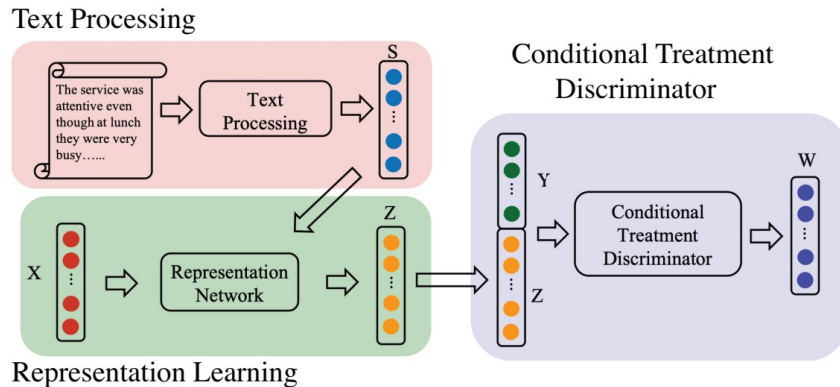 Text Processing
The service was
attentive even
though at lunch
they were very
busy......
Text
Processing
S
Conditional Treatment
Discriminator
Y
Z
Conditional
Treatment
Discriminator
W
X
Representation
Network
Z
Representation Learning